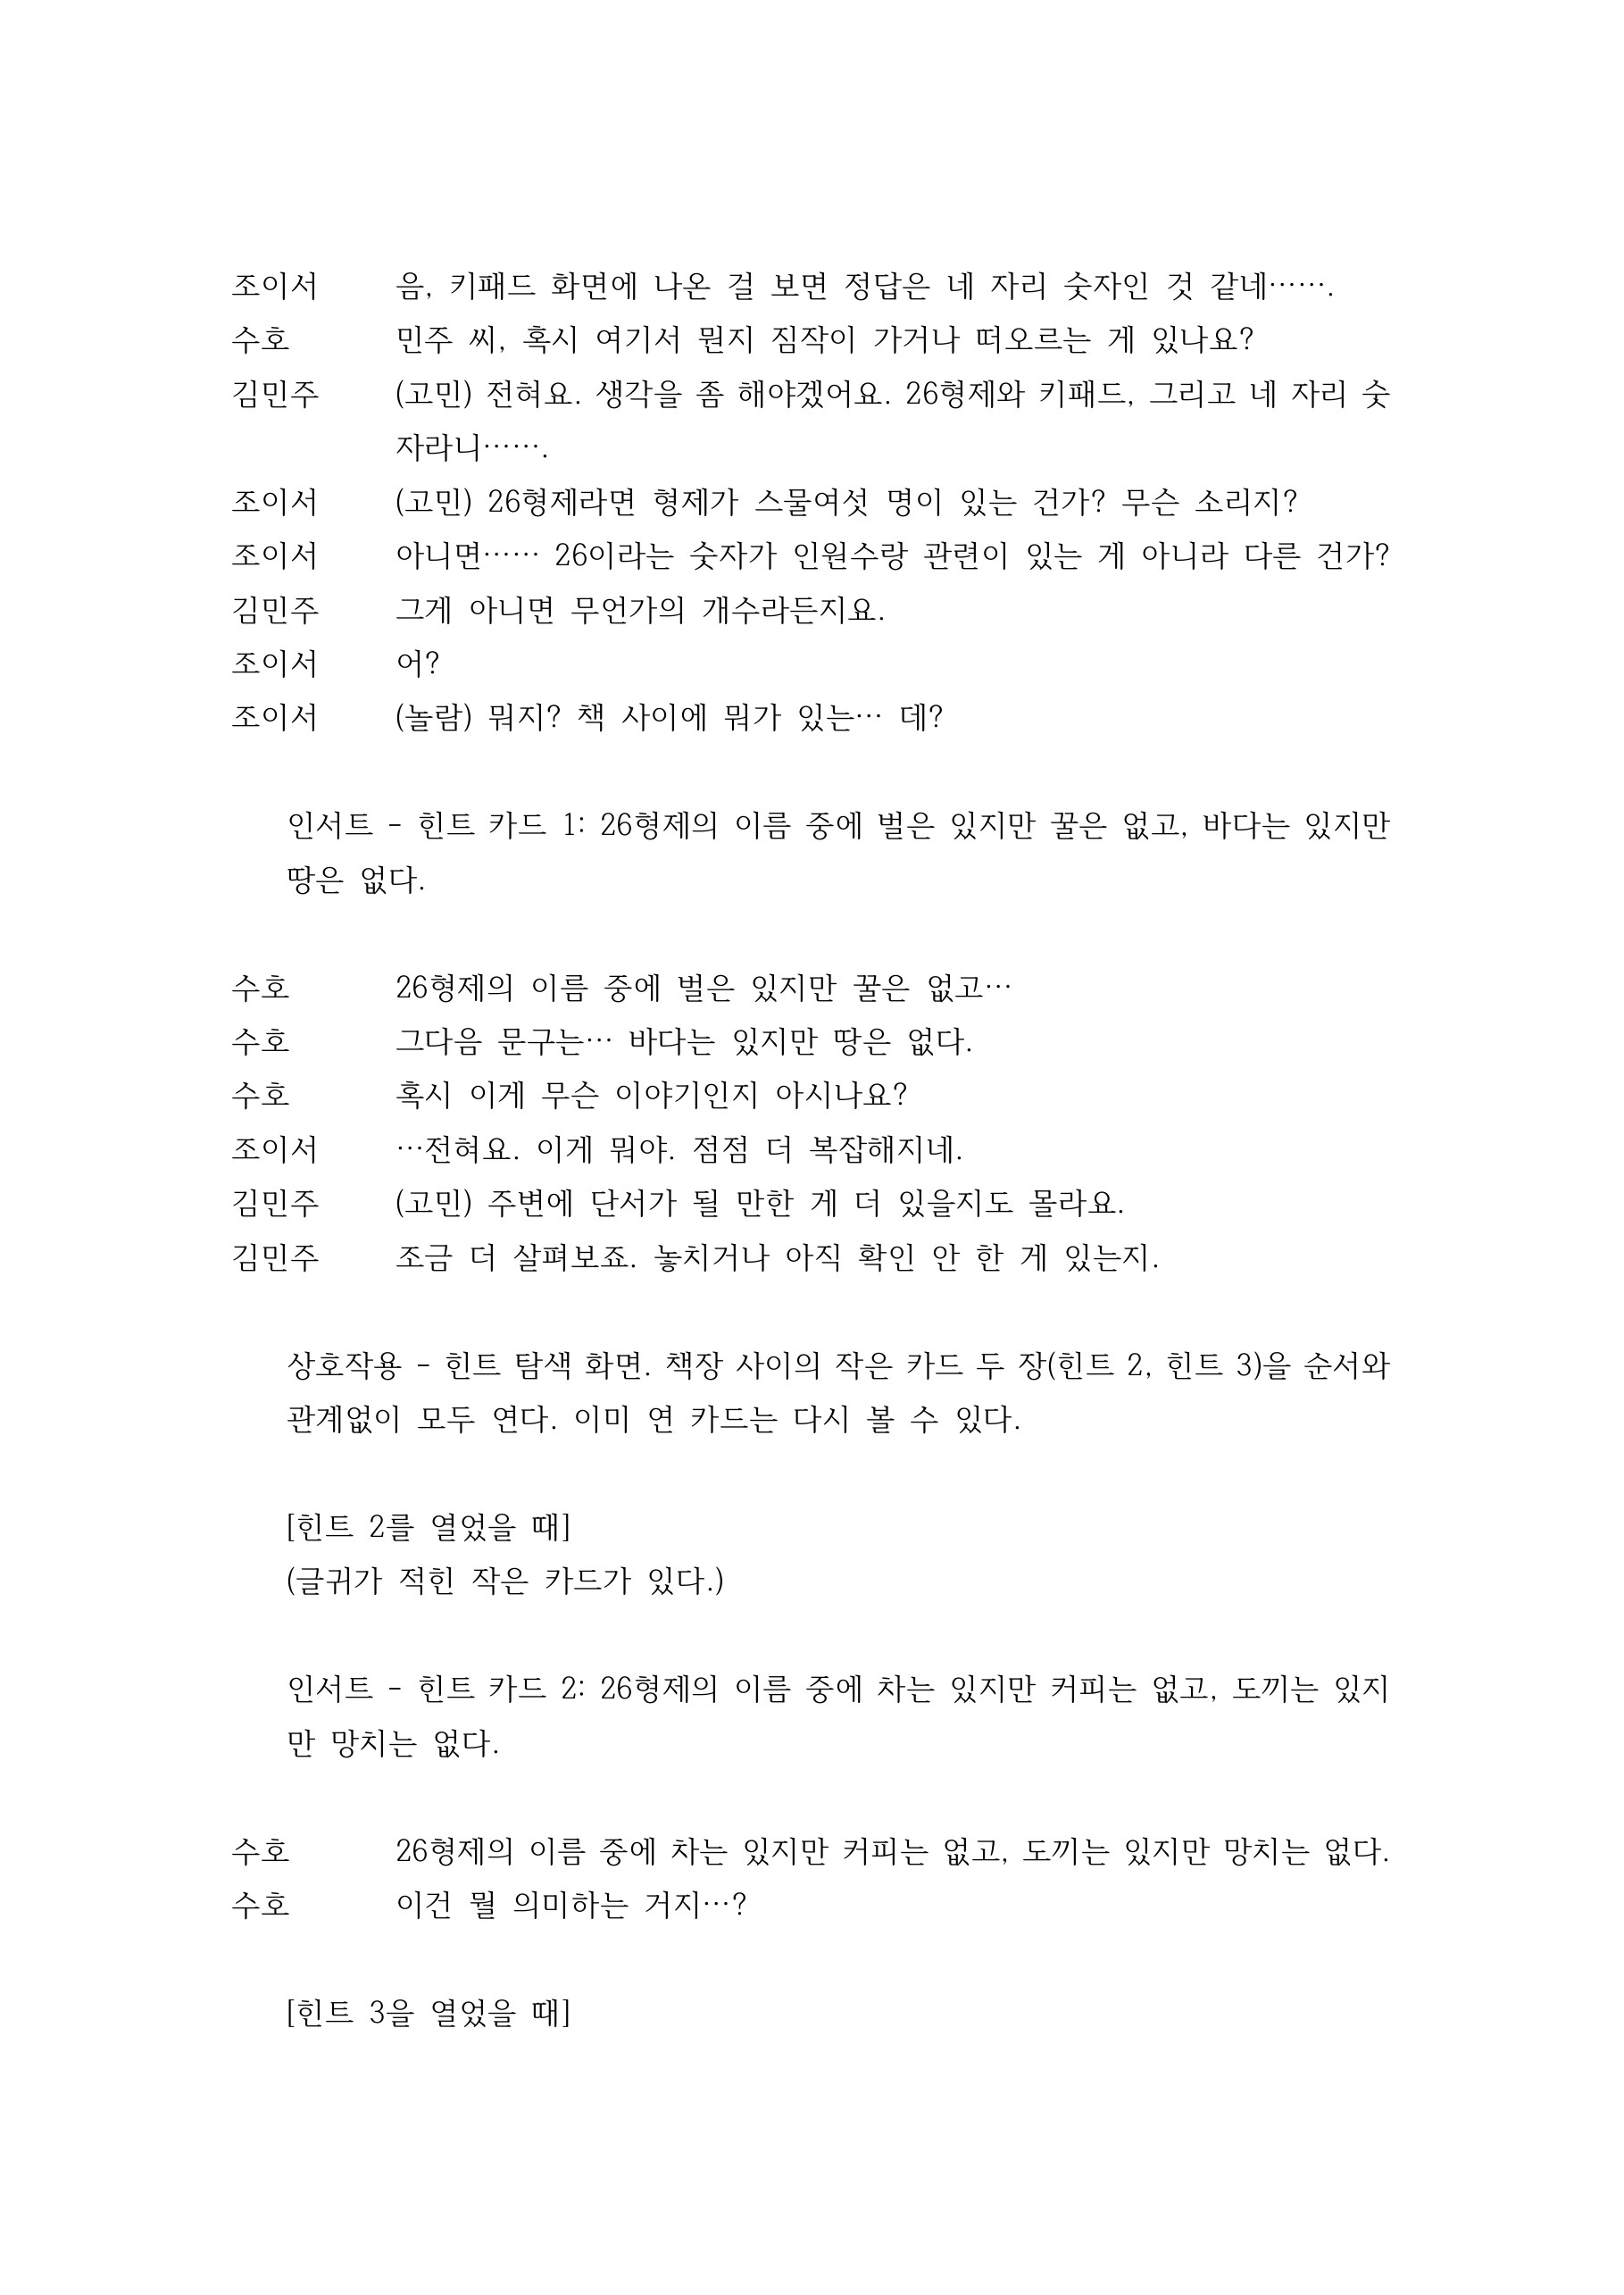 조이서 음, 키패드 화면에 나온 걸 보면 정답은 네 자리 숫자인 것 같네…….
수호 민주 씨, 혹시 여기서 뭔지 짐작이 가거나 떠오르는 게 있나요?
김민주 (고민) 전혀요. 생각을 좀 해야겠어요. 26형제와 키패드, 그리고 네 자리 숫
자라니…….
조이서 (고민) 26형제라면 형제가 스물여섯 명이 있는 건가? 무슨 소리지?
조이서 아니면…… 26이라는 숫자가 인원수랑 관련이 있는 게 아니라 다른 건가?
김민주 그게 아니면 무언가의 개수라든지요.
조이서 어?
조이서 (놀람) 뭐지? 책 사이에 뭐가 있는… 데?
인서트 - 힌트 카드 1: 26형제의 이름 중에 벌은 있지만 꿀은 없고, 바다는 있지만
땅은 없다.
수호 26형제의 이름 중에 벌은 있지만 꿀은 없고…
수호 그다음 문구는… 바다는 있지만 땅은 없다.
수호 혹시 이게 무슨 이야기인지 아시나요?
조이서 …전혀요. 이게 뭐야. 점점 더 복잡해지네.
김민주 (고민) 주변에 단서가 될 만한 게 더 있을지도 몰라요.
김민주 조금 더 살펴보죠. 놓치거나 아직 확인 안 한 게 있는지.
상호작용 - 힌트 탐색 화면. 책장 사이의 작은 카드 두 장(힌트 2, 힌트 3)을 순서와
관계없이 모두 연다. 이미 연 카드는 다시 볼 수 있다.
[힌트 2를 열었을 때]
(글귀가 적힌 작은 카드가 있다.)
인서트 - 힌트 카드 2: 26형제의 이름 중에 차는 있지만 커피는 없고, 도끼는 있지
만 망치는 없다.
수호 26형제의 이름 중에 차는 있지만 커피는 없고, 도끼는 있지만 망치는 없다.
수호 이건 뭘 의미하는 거지…?
[힌트 3을 열었을 때]